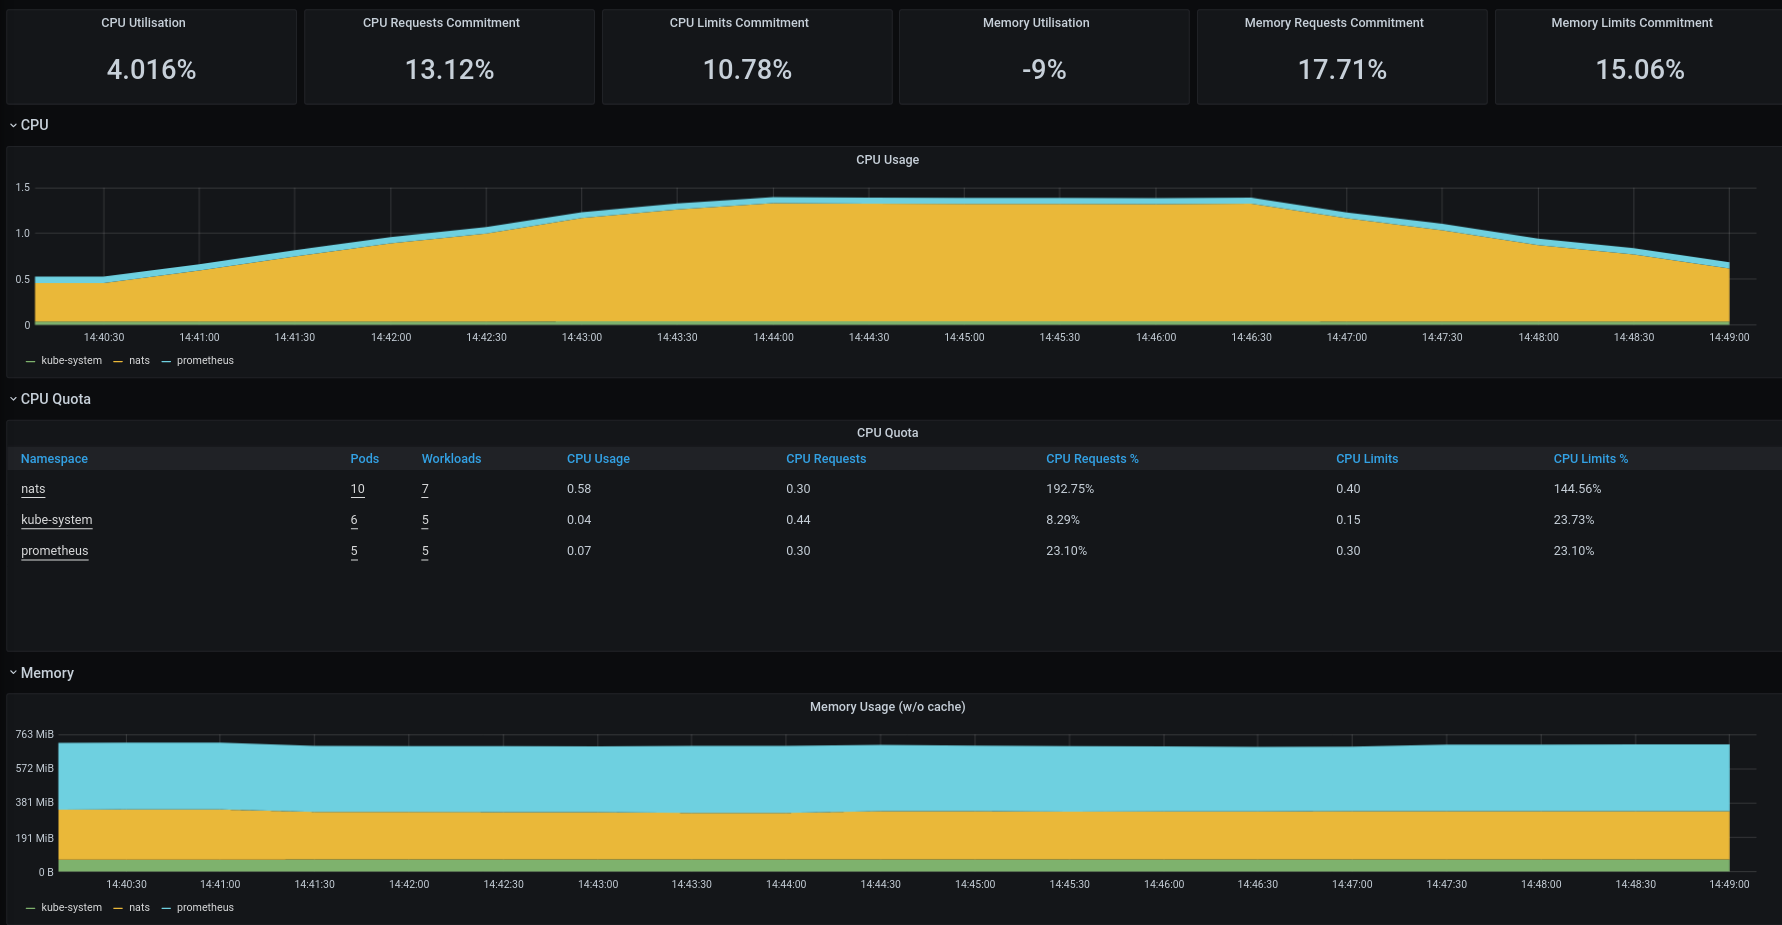 CPU Utilisation CPU Requests Commitment CPU Limits Commitment Memory Utilisation Memory Requests Commitment Memory Limits Commitment
4.016% 13.12% 10.78% -9% 17.71% 15.06%
CPU
CPU Usage
1.5
1.0
0.5
0
14:40:30 14:41:00 14:41:30 14:42:00 14:42:30 14:43:00 14:43:30 14:44:00 14:44:30 14:45:00 14:45:30 14:46:00 14:46:30 14:47:00 14:47:30 14:48:00 14:48:30 14:49:00
kube-system nats prometheus
CPU Quota
CPU Quota
Namespace Pods Workloads CPU Usage CPU Requests CPU Requests % CPU Limits CPU Limits %
nats 10 7 0.58 0.30 192.75% 0.40 144.56%
kube-system 6 5 0.04 0.44 8.29% 0.15 23.73%
prometheus 5 5 0.07 0.30 23.10% 0.30 23.10%
Memory
Memory Usage (w/o cache)
763 MiB
572 MiB
381 MiB
191 MiB
0 B
14:40:30 14:41:00 14:41:30 14:42:00 14:42:30 14:43:00 14:43:30 14:44:00 14:44:30 14:45:00 14:45:30 14:46:00 14:46:30 14:47:00 14:47:30 14:48:00 14:48:30 14:49:00
kube-system nats prometheus